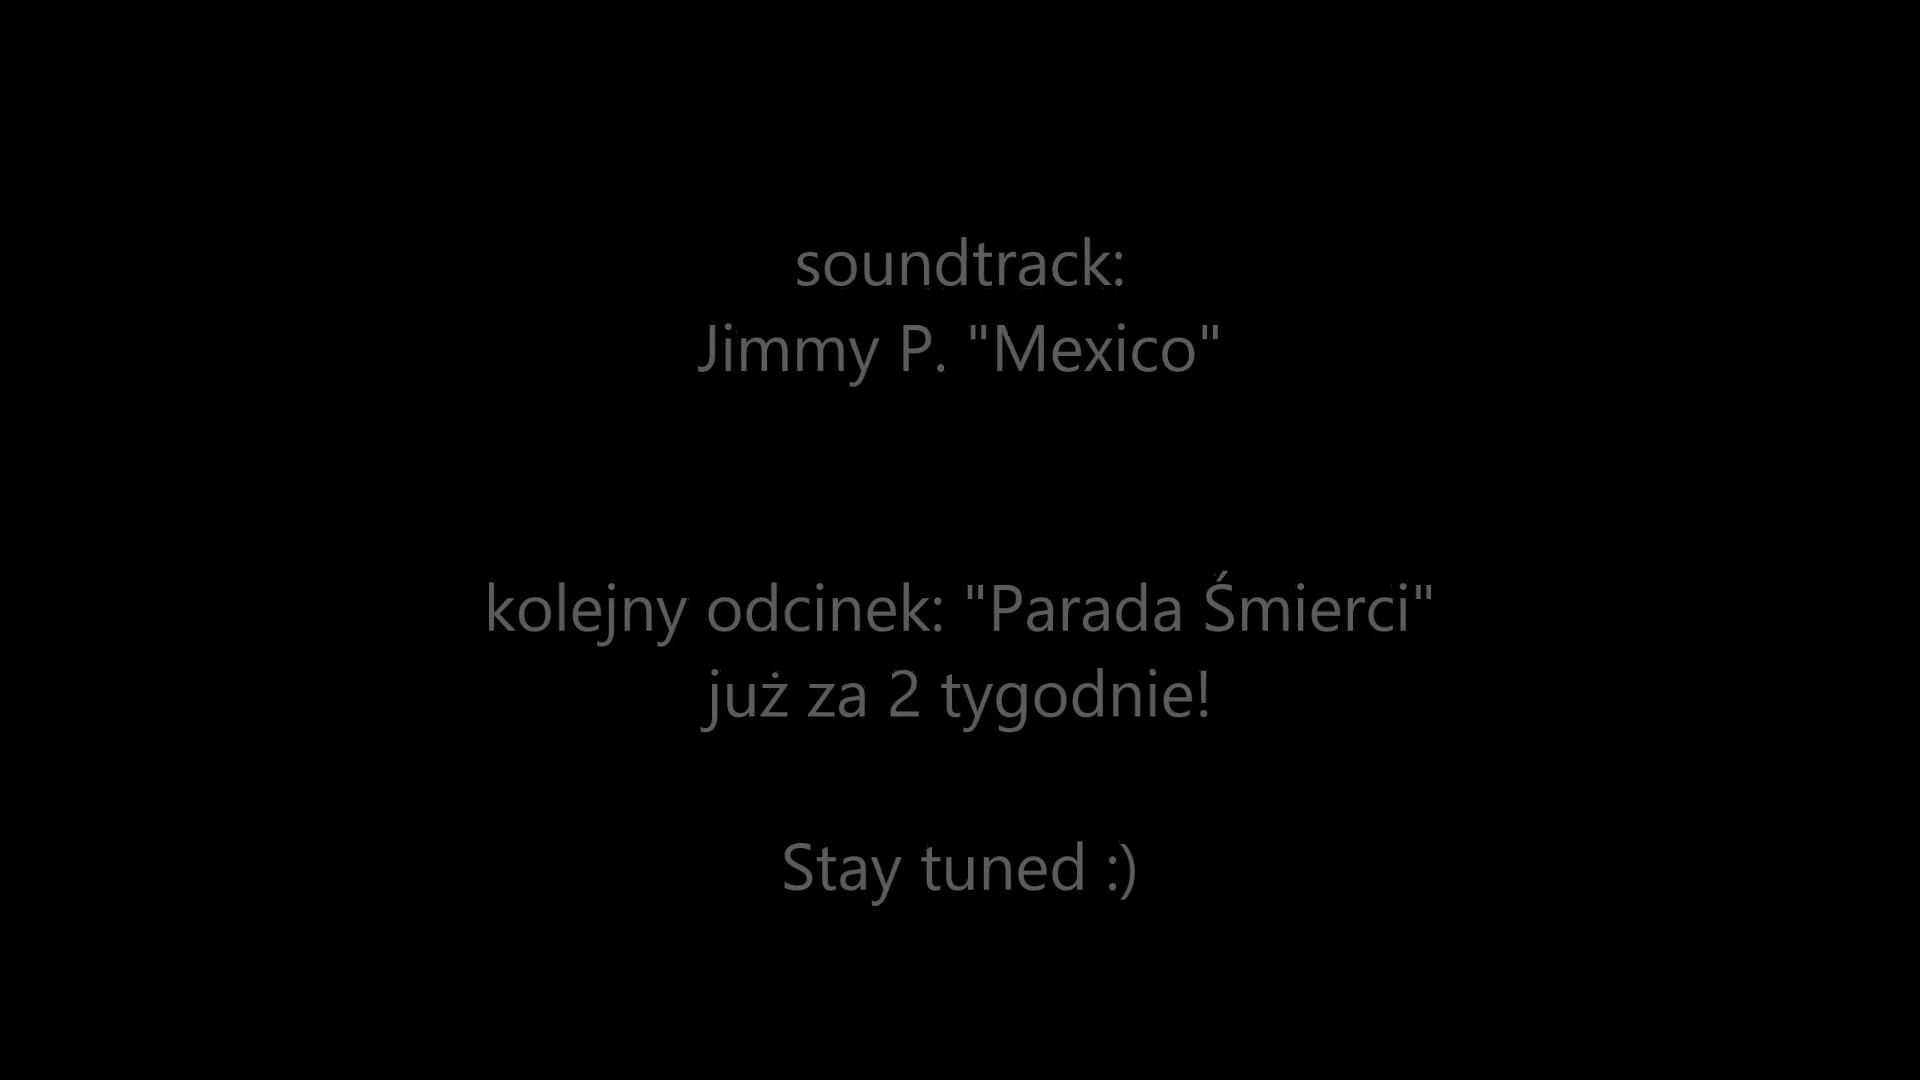 soundtrack:
Jimmy P. "Mexico"
kolejny odcinek: "Parada Śmierci"
już za 2 tygodnie!
Stay tuned :)